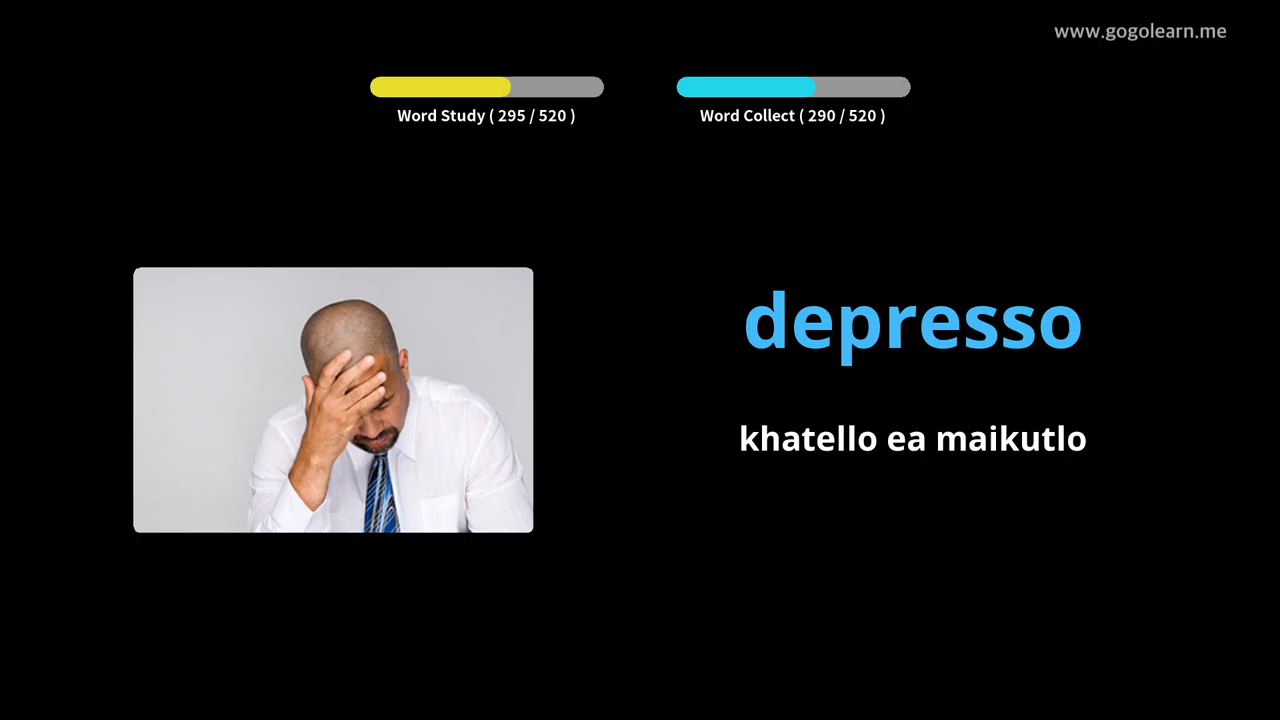 www.gogolearn.me
Word Study ( 295 / 520 )
Word Collect ( 290 / 520 )
depresso
khatello ea maikutlo